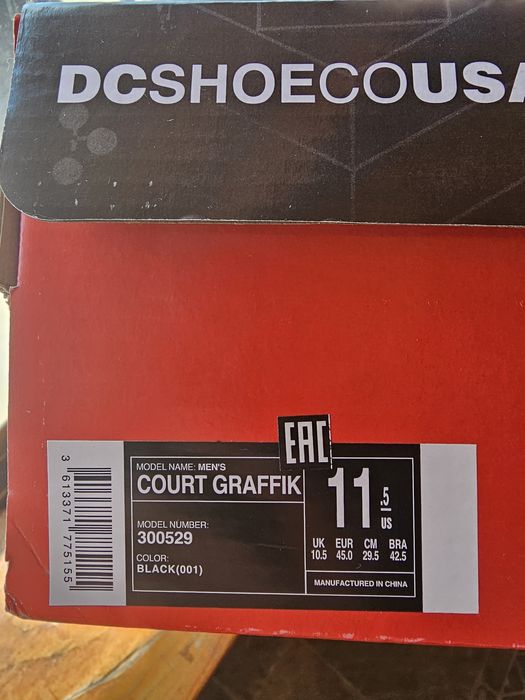 DCSHOECOUSA
EAC
3 613371 775155
MODEL NAME: MEN'S
COURT GRAFFIK
MODEL NUMBER:
300529
COLOR:
BLACK(001)
11.5
US
UK EUR CM BRA
10.5 45.0 29.5 42.5
MANUFACTURED IN CHINA